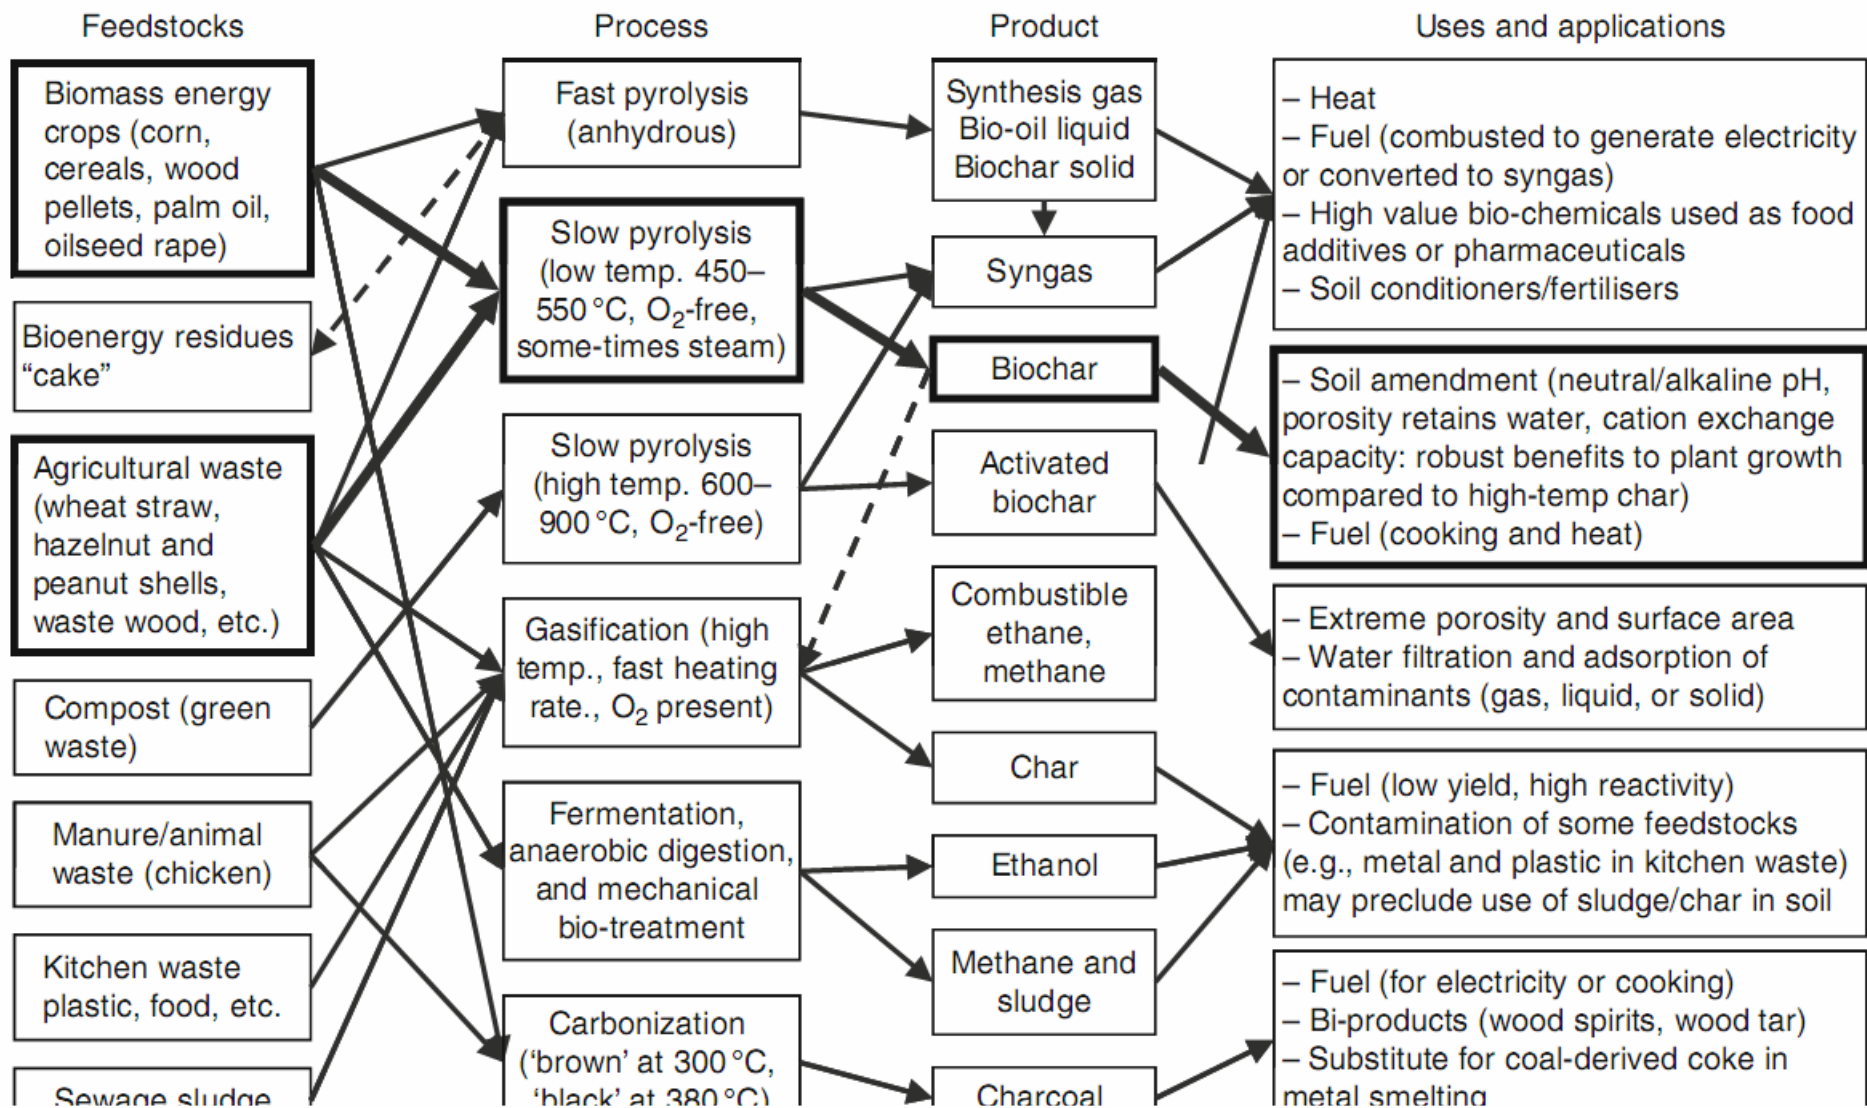 Feedstocks
Process
Product
Uses and applications
Biomass energy
crops (corn,
cereals, wood
pellets, palm oil,
oilseed rape)
Bioenergy residues
“cake”
Agricultural waste
(wheat straw,
hazelnut and
peanut shells,
waste wood, etc.)
Compost (green
waste)
Manure/animal
waste (chicken)
Kitchen waste
plastic, food, etc.
Sewage sludge
Fast pyrolysis
(anhydrous)
Slow pyrolysis
(low temp. 450–
550 °C, O₂-free,
some-times steam)
Slow pyrolysis
(high temp. 600–
900 °C, O₂-free)
Gasification (high
temp., fast heating
rate., O₂ present)
Fermentation,
anaerobic digestion,
and mechanical
bio-treatment
Carbonization
(‘brown’ at 300 °C,
‘black’ at 380 °C)
Synthesis gas
Bio-oil liquid
Biochar solid
Syngas
Biochar
Activated
biochar
Combustible
ethane,
methane
Char
Ethanol
Methane and
sludge
Charcoal
– Heat
– Fuel (combusted to generate electricity
or converted to syngas)
– High value bio-chemicals used as food
additives or pharmaceuticals
– Soil conditioners/fertilisers
– Soil amendment (neutral/alkaline pH,
porosity retains water, cation exchange
capacity: robust benefits to plant growth
compared to high-temp char)
– Fuel (cooking and heat)
– Extreme porosity and surface area
– Water filtration and adsorption of
contaminants (gas, liquid, or solid)
– Fuel (low yield, high reactivity)
– Contamination of some feedstocks
(e.g., metal and plastic in kitchen waste)
may preclude use of sludge/char in soil
– Fuel (for electricity or cooking)
– Bi-products (wood spirits, wood tar)
– Substitute for coal-derived coke in
metal smelting